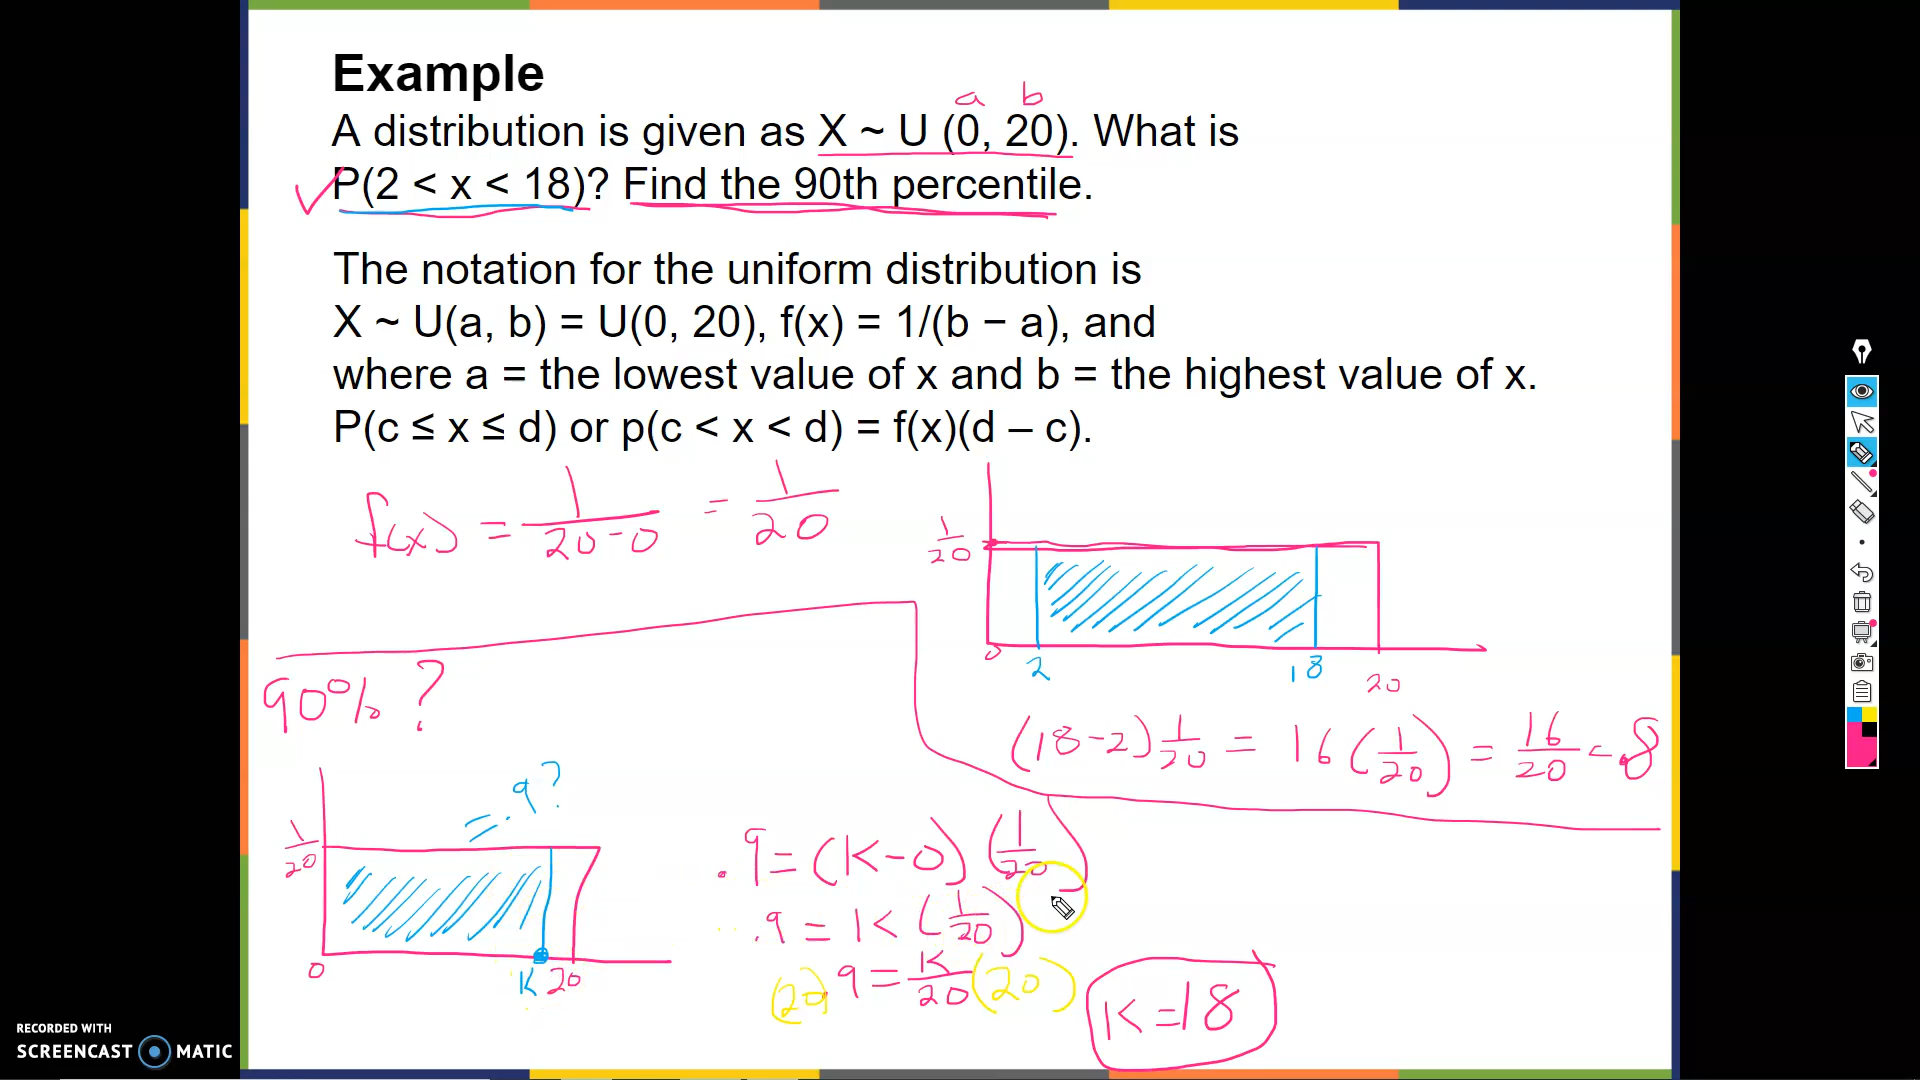 Example
a b
A distribution is given as X ~ U (0, 20). What is
P(2 < x < 18)? Find the 90th percentile.
The notation for the uniform distribution is
X ~ U(a, b) = U(0, 20), f(x) = 1/(b − a), and
where a = the lowest value of x and b = the highest value of x.
P(c ≤ x ≤ d) or p(c < x < d) = f(x)(d – c).
f(x) = 1/20-0 = 1/20
1/20
0 2 18 20
(18-2) 1/20 = 16 (1/20) = 16/20 = .8
90% ?
= .9?
1/20
0 K 20
.9 = (K-0) (1/20)
.9 = K (1/20)
(20) .9 = K/20 (20)
K = 18
RECORDED WITH
SCREENCAST MATIC